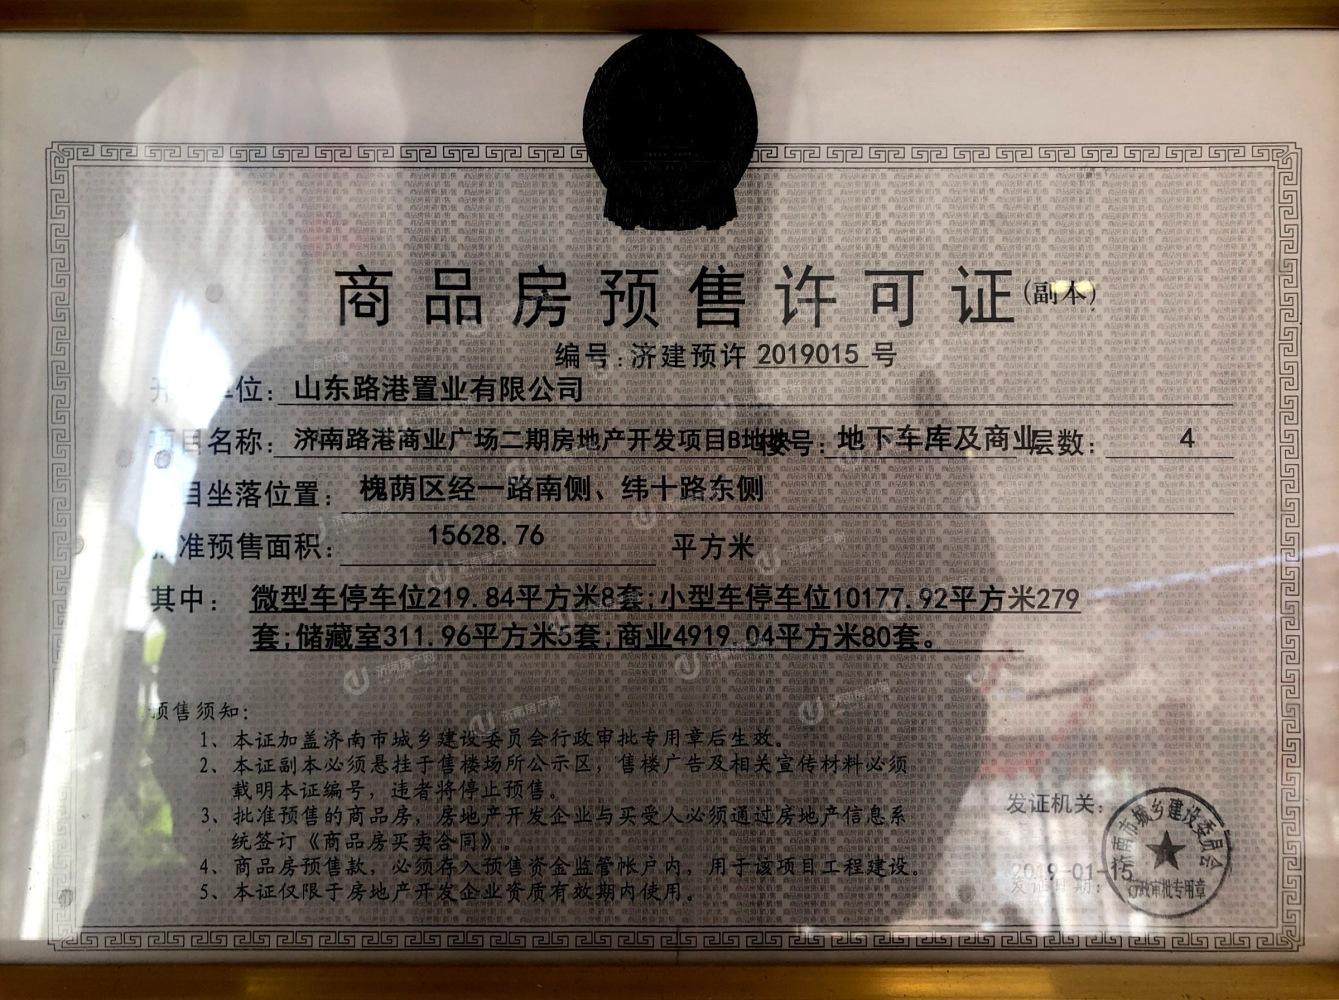 商品房预售许可证(副本)
编号:济建预许 2019015 号
位: 山东路港置业有限公司
项目名称: 济南路港商业广场二期房地产开发项目B地块 楼号: 地下车库及商业 层数: 4
目坐落位置: 槐荫区经一路南侧、纬十路东侧
准预售面积: 15628.76 平方米
其中: 微型车停车位219.84平方米8套;小型车停车位10177.92平方米279
套;储藏室311.96平方米5套;商业4919.04平方米80套。
预售须知:
1、本证加盖济南市城乡建设委员会行政审批专用章后生效。
2、本证副本必须悬挂于售楼场所公示区,售楼广告及相关宣传材料必须
载明本证编号,违者将停止预售。
3、批准预售的商品房,房地产开发企业与买受人必须通过房地产信息系
统签订《商品房买卖合同》。
4、商品房预售款,必须存入预售资金监管帐户内,用于该项目工程建设。
5、本证仅限于房地产开发企业资质有效期内使用。
发证机关:
济南市城乡建设委员会
行政审批专用章
2019-01-15
发证日期:
济南房产网